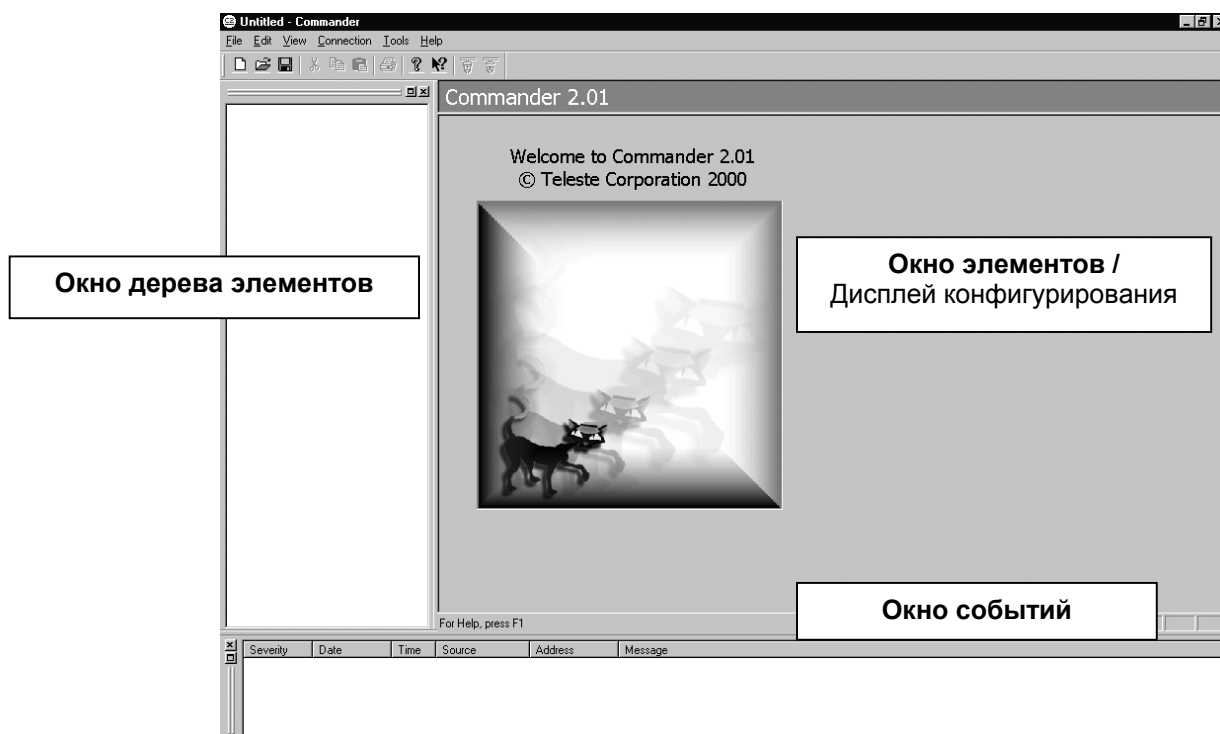 Untitled - Commander
File Edit View Connection Tools Help
Commander 2.01
Welcome to Commander 2.01
© Teleste Corporation 2000
Окно дерева элементов
Окно элементов /
Дисплей конфигурирования
Окно событий
For Help, press F1
Severity Date Time Source Address Message